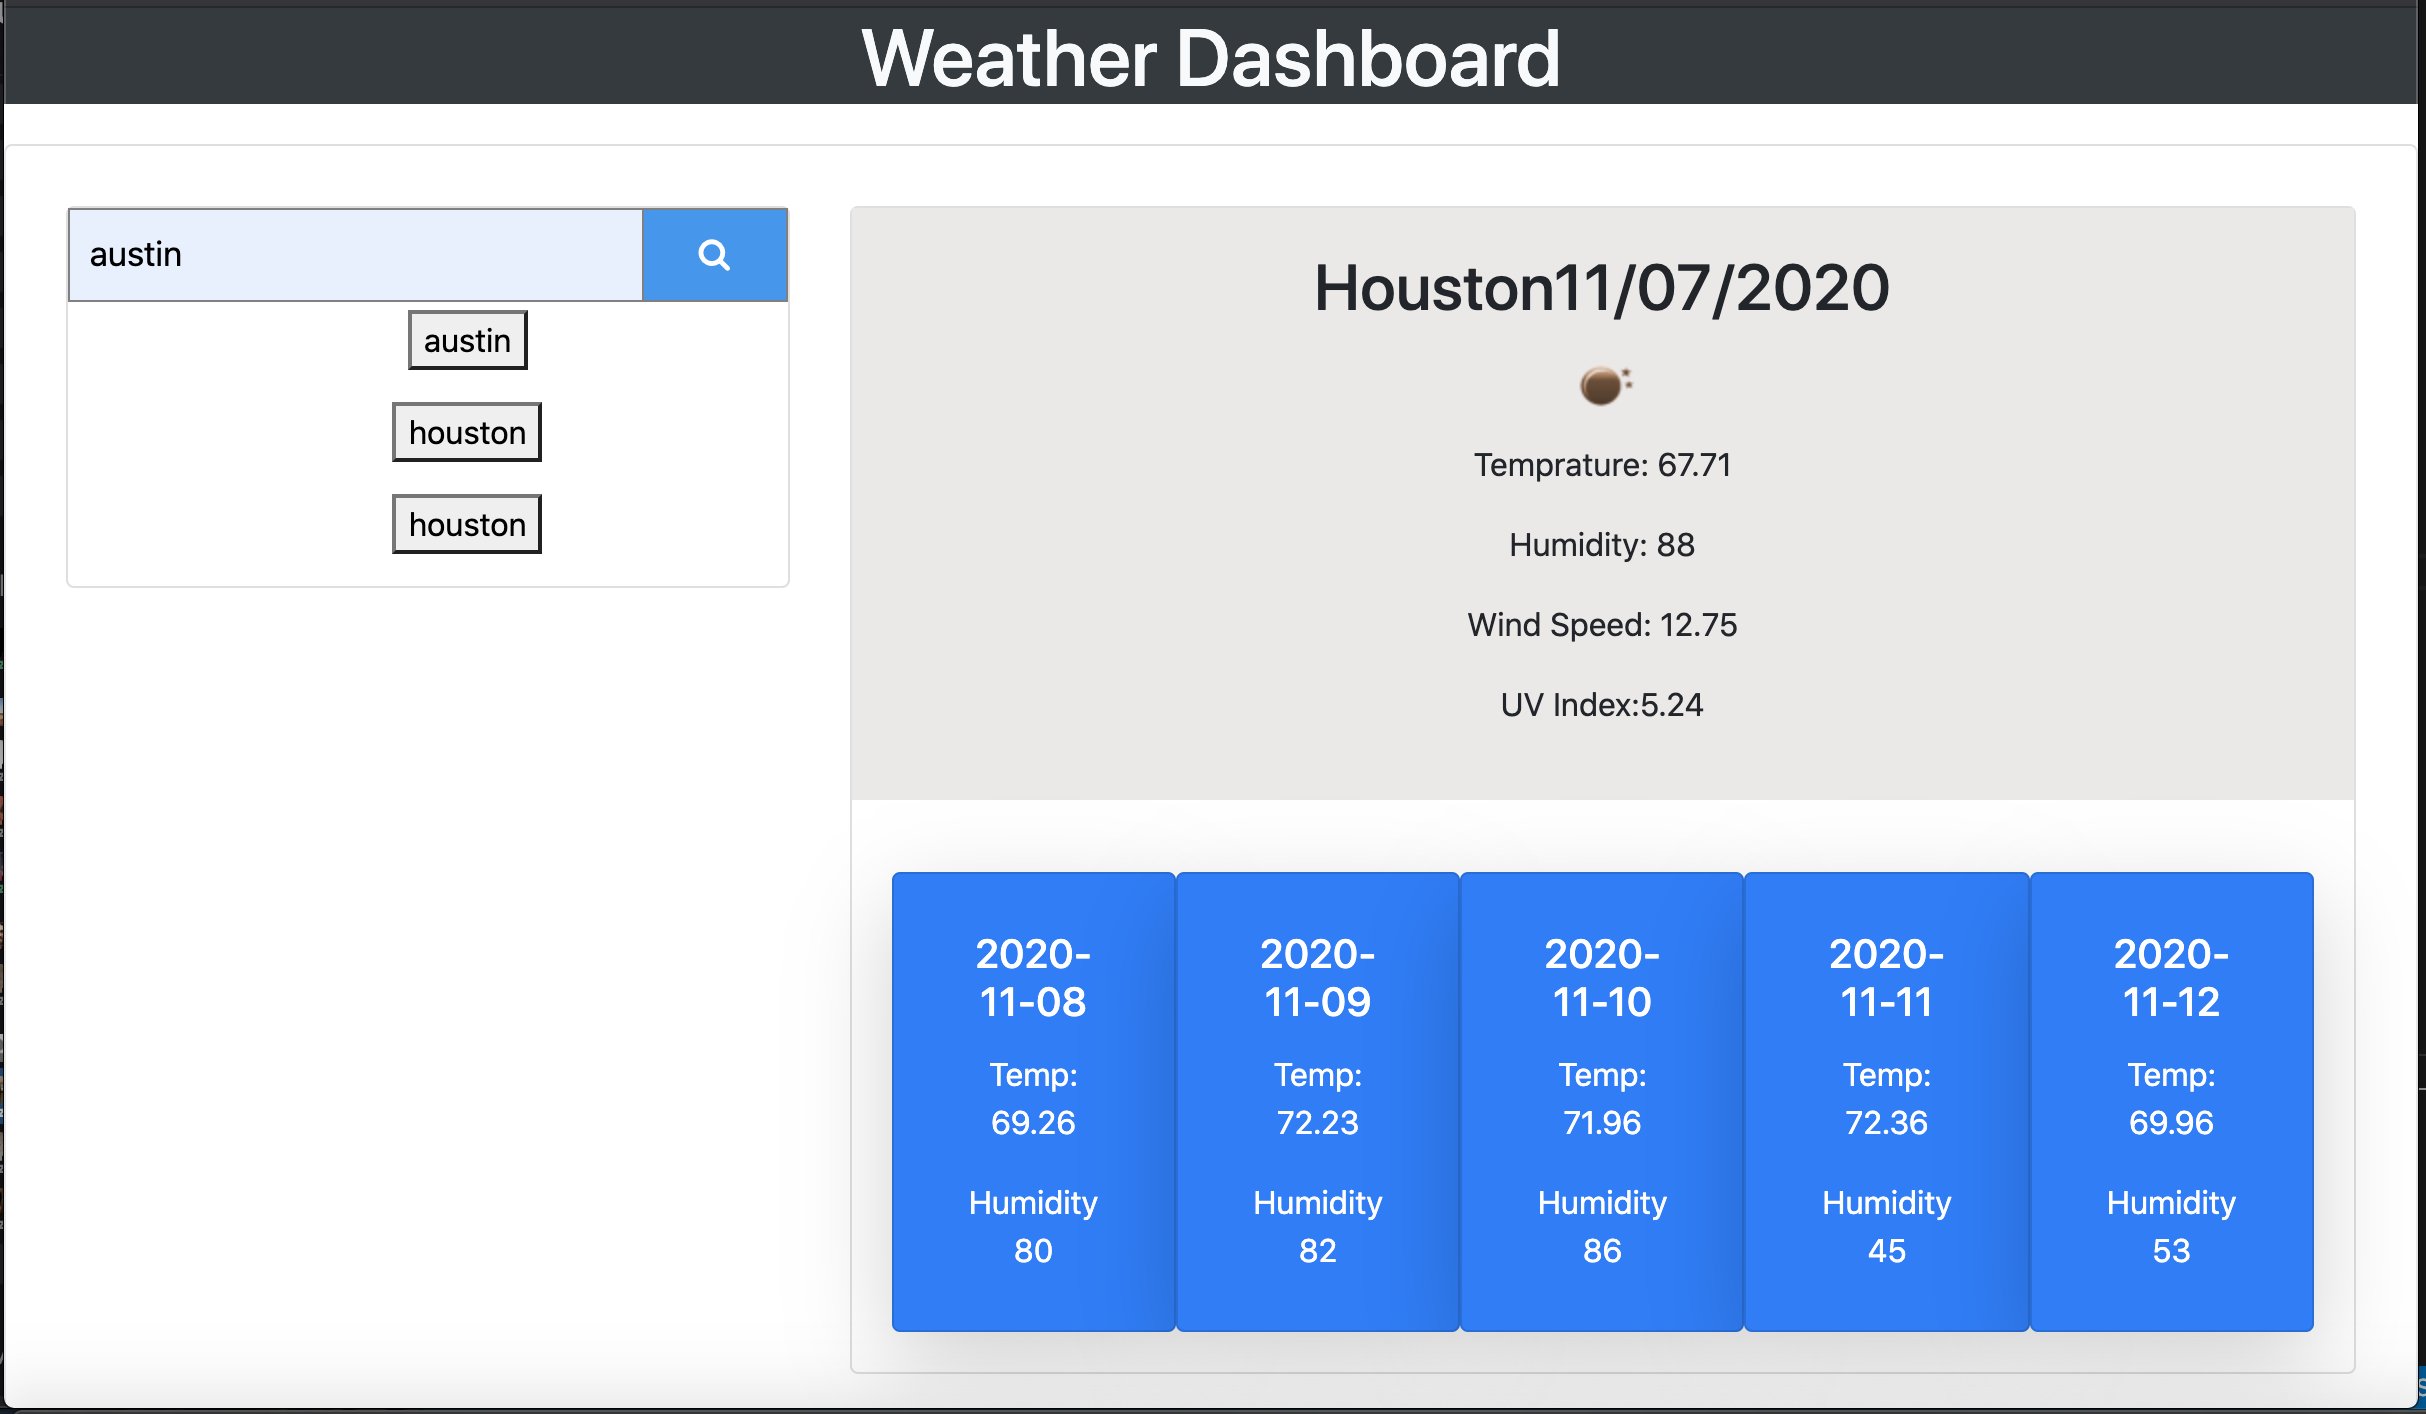 Weather Dashboard
austin
austin
houston
houston
Houston11/07/2020
Temprature: 67.71
Humidity: 88
Wind Speed: 12.75
UV Index:5.24
2020-
11-08
Temp:
69.26
Humidity
80
2020-
11-09
Temp:
72.23
Humidity
82
2020-
11-10
Temp:
71.96
Humidity
86
2020-
11-11
Temp:
72.36
Humidity
45
2020-
11-12
Temp:
69.96
Humidity
53